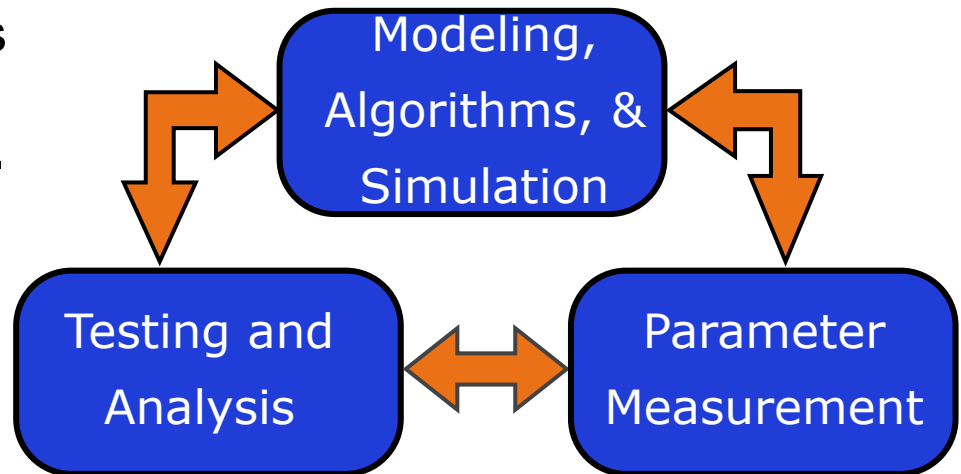 s
Modeling,
Algorithms, &
Simulation
Testing and
Analysis
Parameter
Measurement